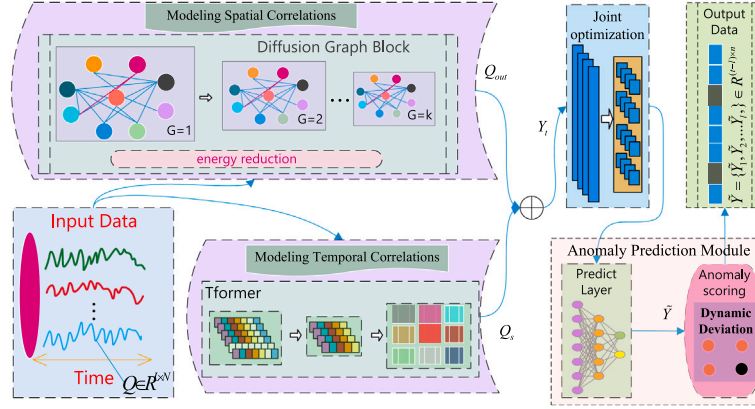 Modeling Spatial Correlations
Diffusion Graph Block
G=1
G=2
G=k
energy reduction
Q_out
Input Data
Time
Q∈R^{l×N}
Modeling Temporal Correlations
Tformer
Q_s
Y_t
Joint
optimization
Output
Data
Anomaly Prediction Module
Predict
Layer
Ỹ
Anomaly
scoring
Dynamic
Deviation